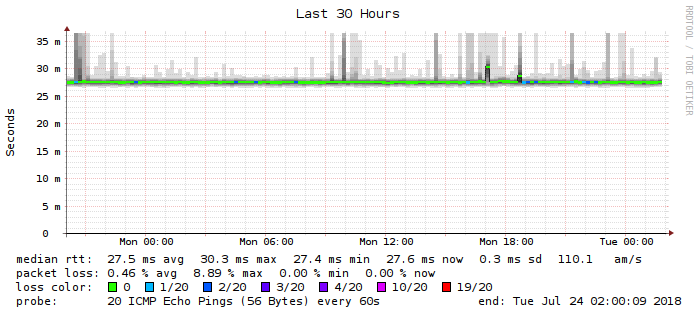 Last 30 Hours
RRDTOOL / TOBI OETIKER
Seconds
35 m
30 m
25 m
20 m
15 m
10 m
5 m
0
Mon 00:00 Mon 06:00 Mon 12:00 Mon 18:00 Tue 00:00
median rtt: 27.5 ms avg 30.3 ms max 27.4 ms min 27.6 ms now 0.3 ms sd 110.1 am/s
packet loss: 0.46 % avg 8.89 % max 0.00 % min 0.00 % now
loss color: 0 1/20 2/20 3/20 4/20 10/20 19/20
probe: 20 ICMP Echo Pings (56 Bytes) every 60s end: Tue Jul 24 02:00:09 2018